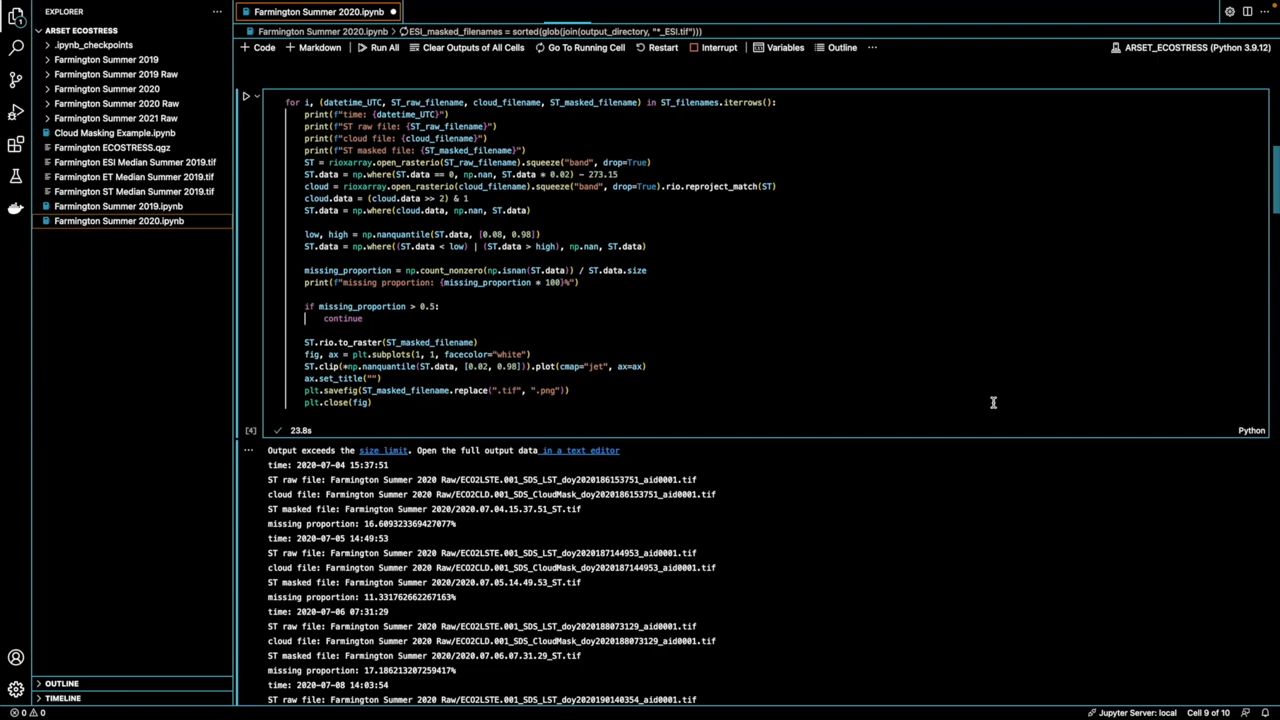 EXPLORER
ARSET ECOSTRESS
.ipynb_checkpoints
Farmington Summer 2019
Farmington Summer 2019 Raw
Farmington Summer 2020
Farmington Summer 2020 Raw
Farmington Summer 2021 Raw
Cloud Masking Example.ipynb
Farmington ECOSTRESS.qgz
Farmington ESI Median Summer 2019.tif
Farmington ET Median Summer 2019.tif
Farmington ST Median Summer 2019.tif
Farmington Summer 2019.ipynb
Farmington Summer 2020.ipynb
OUTLINE
TIMELINE
Farmington Summer 2020.ipynb
Farmington Summer 2020.ipynb > ESI_masked_filenames = sorted(glob(join(output_directory, "*_ESI.tif")))
+ Code + Markdown Run All Clear Outputs of All Cells Go To Running Cell Restart Interrupt Variables Outline ... ARSET_ECOSTRESS (Python 3.9.12)
for i, (datetime_UTC, ST_raw_filename, cloud_filename, ST_masked_filename) in ST_filenames.iterrows():
print(f"time: {datetime_UTC}")
print(f"ST raw file: {ST_raw_filename}")
print(f"cloud file: {cloud_filename}")
print(f"ST masked file: {ST_masked_filename}")
ST = rioxarray.open_rasterio(ST_raw_filename).squeeze("band", drop=True)
ST.data = np.where(ST.data == 0, np.nan, ST.data * 0.02) - 273.15
cloud = rioxarray.open_rasterio(cloud_filename).squeeze("band", drop=True).rio.reproject_match(ST)
cloud.data = (cloud.data >> 2) & 1
ST.data = np.where(cloud.data, np.nan, ST.data)
low, high = np.nanquantile(ST.data, [0.08, 0.98])
ST.data = np.where((ST.data < low) | (ST.data > high), np.nan, ST.data)
missing_proportion = np.count_nonzero(np.isnan(ST.data)) / ST.data.size
print(f"missing proportion: {missing_proportion * 100}%")
if missing_proportion > 0.5:
continue
ST.rio.to_raster(ST_masked_filename)
fig, ax = plt.subplots(1, 1, facecolor="white")
ST.clip(*np.nanquantile(ST.data, [0.02, 0.98])).plot(cmap="jet", ax=ax)
ax.set_title("")
plt.savefig(ST_masked_filename.replace(".tif", ".png"))
plt.close(fig)
[4] ✓ 23.8s Python
... Output exceeds the size limit. Open the full output data in a text editor
time: 2020-07-04 15:37:51
ST raw file: Farmington Summer 2020 Raw/ECO2LSTE.001_SDS_LST_doy2020186153751_aid0001.tif
cloud file: Farmington Summer 2020 Raw/ECO2CLD.001_SDS_CloudMask_doy2020186153751_aid0001.tif
ST masked file: Farmington Summer 2020/2020.07.04.15.37.51_ST.tif
missing proportion: 16.609323369427077%
time: 2020-07-05 14:49:53
ST raw file: Farmington Summer 2020 Raw/ECO2LSTE.001_SDS_LST_doy2020187144953_aid0001.tif
cloud file: Farmington Summer 2020 Raw/ECO2CLD.001_SDS_CloudMask_doy2020187144953_aid0001.tif
ST masked file: Farmington Summer 2020/2020.07.05.14.49.53_ST.tif
missing proportion: 11.331762662267163%
time: 2020-07-06 07:31:29
ST raw file: Farmington Summer 2020 Raw/ECO2LSTE.001_SDS_LST_doy2020188073129_aid0001.tif
cloud file: Farmington Summer 2020 Raw/ECO2CLD.001_SDS_CloudMask_doy2020188073129_aid0001.tif
ST masked file: Farmington Summer 2020/2020.07.06.07.31.29_ST.tif
missing proportion: 17.186213207259417%
time: 2020-07-08 14:03:54
ST raw file: Farmington Summer 2020 Raw/ECO2LSTE.001_SDS_LST_doy2020190140354_aid0001.tif
0 0 Jupyter Server: local Cell 9 of 10